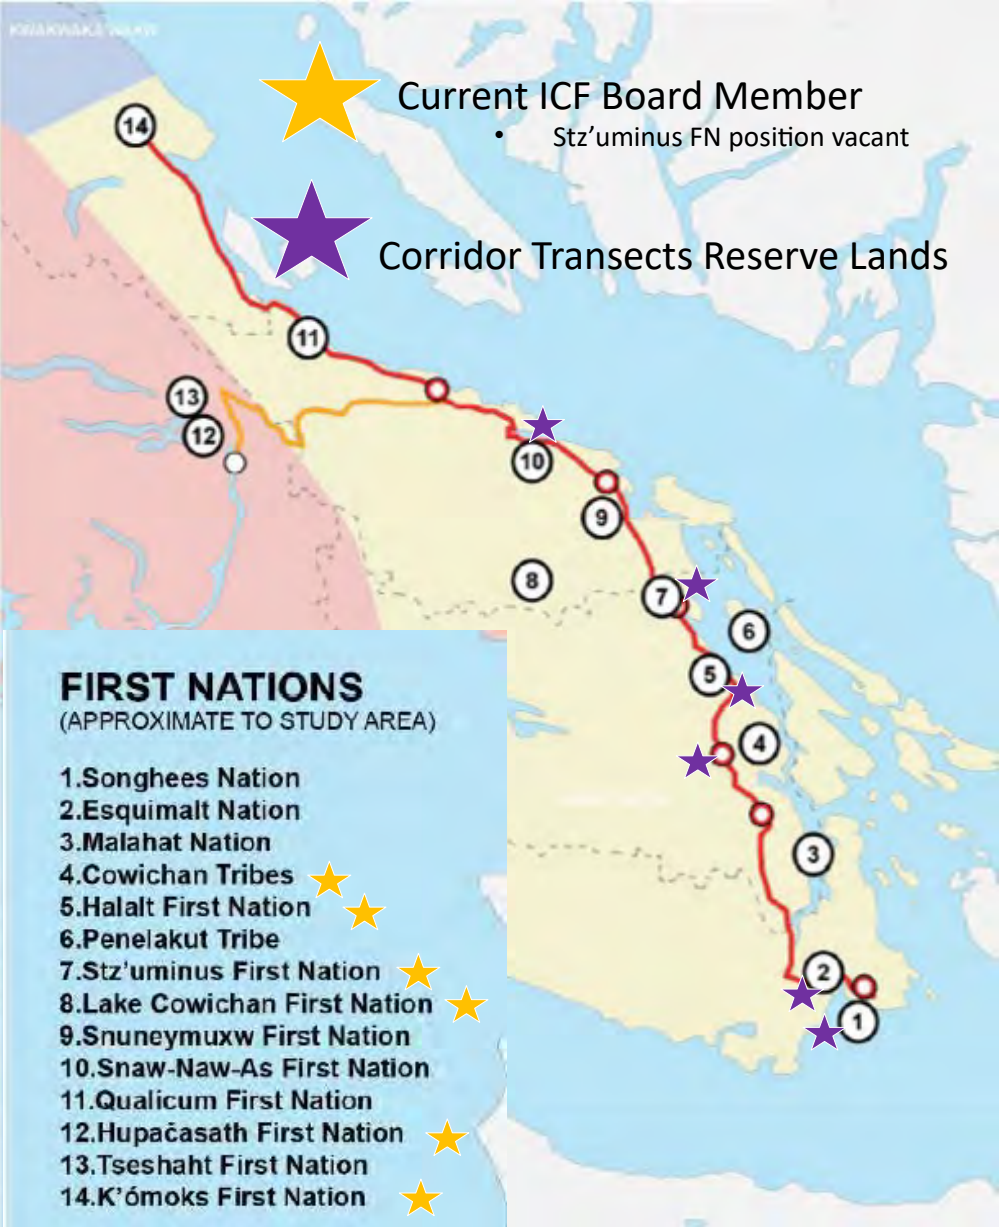 KWAKWAKA'WAKW
Current ICF Board Member
• Stz’uminus FN position vacant
Corridor Transects Reserve Lands
14
11
13
12
10
9
8
7
6
5
4
3
2
1
FIRST NATIONS
(APPROXIMATE TO STUDY AREA)
1.Songhees Nation
2.Esquimalt Nation
3.Malahat Nation
4.Cowichan Tribes
5.Halalt First Nation
6.Penelakut Tribe
7.Stz'uminus First Nation
8.Lake Cowichan First Nation
9.Snuneymuxw First Nation
10.Snaw-Naw-As First Nation
11.Qualicum First Nation
12.Hupačasath First Nation
13.Tseshaht First Nation
14.K'ómoks First Nation